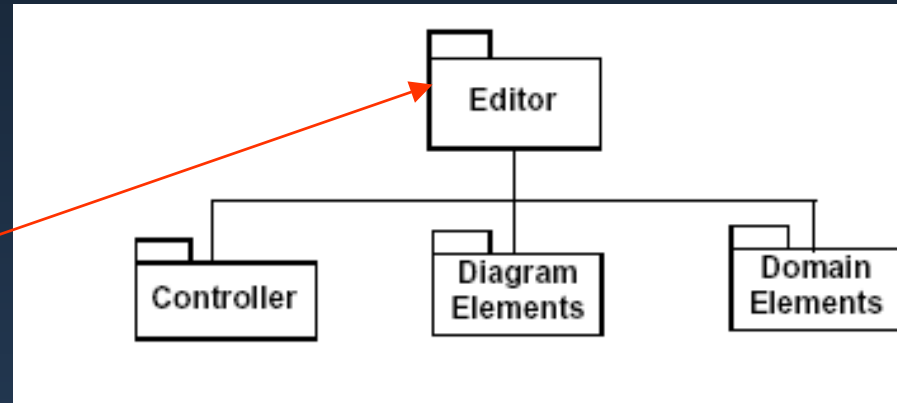 Editor
Controller
Diagram
Elements
Domain
Elements